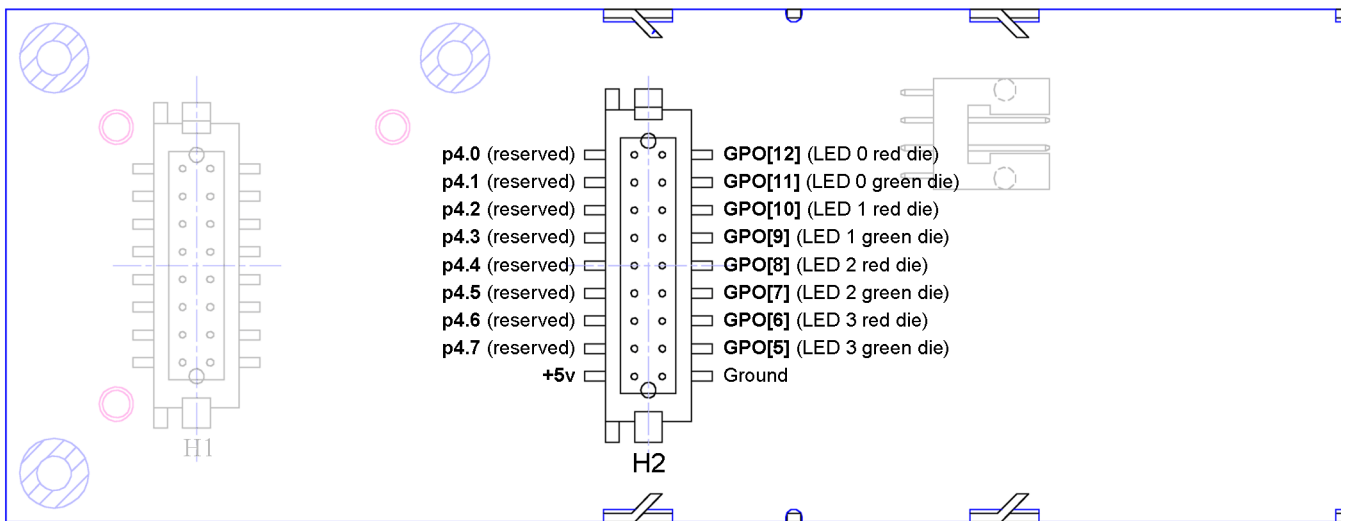 p4.0 (reserved) GPO[12] (LED 0 red die)
p4.1 (reserved) GPO[11] (LED 0 green die)
p4.2 (reserved) GPO[10] (LED 1 red die)
p4.3 (reserved) GPO[9] (LED 1 green die)
p4.4 (reserved) GPO[8] (LED 2 red die)
p4.5 (reserved) GPO[7] (LED 2 green die)
p4.6 (reserved) GPO[6] (LED 3 red die)
p4.7 (reserved) GPO[5] (LED 3 green die)
+5v Ground
H1
H2